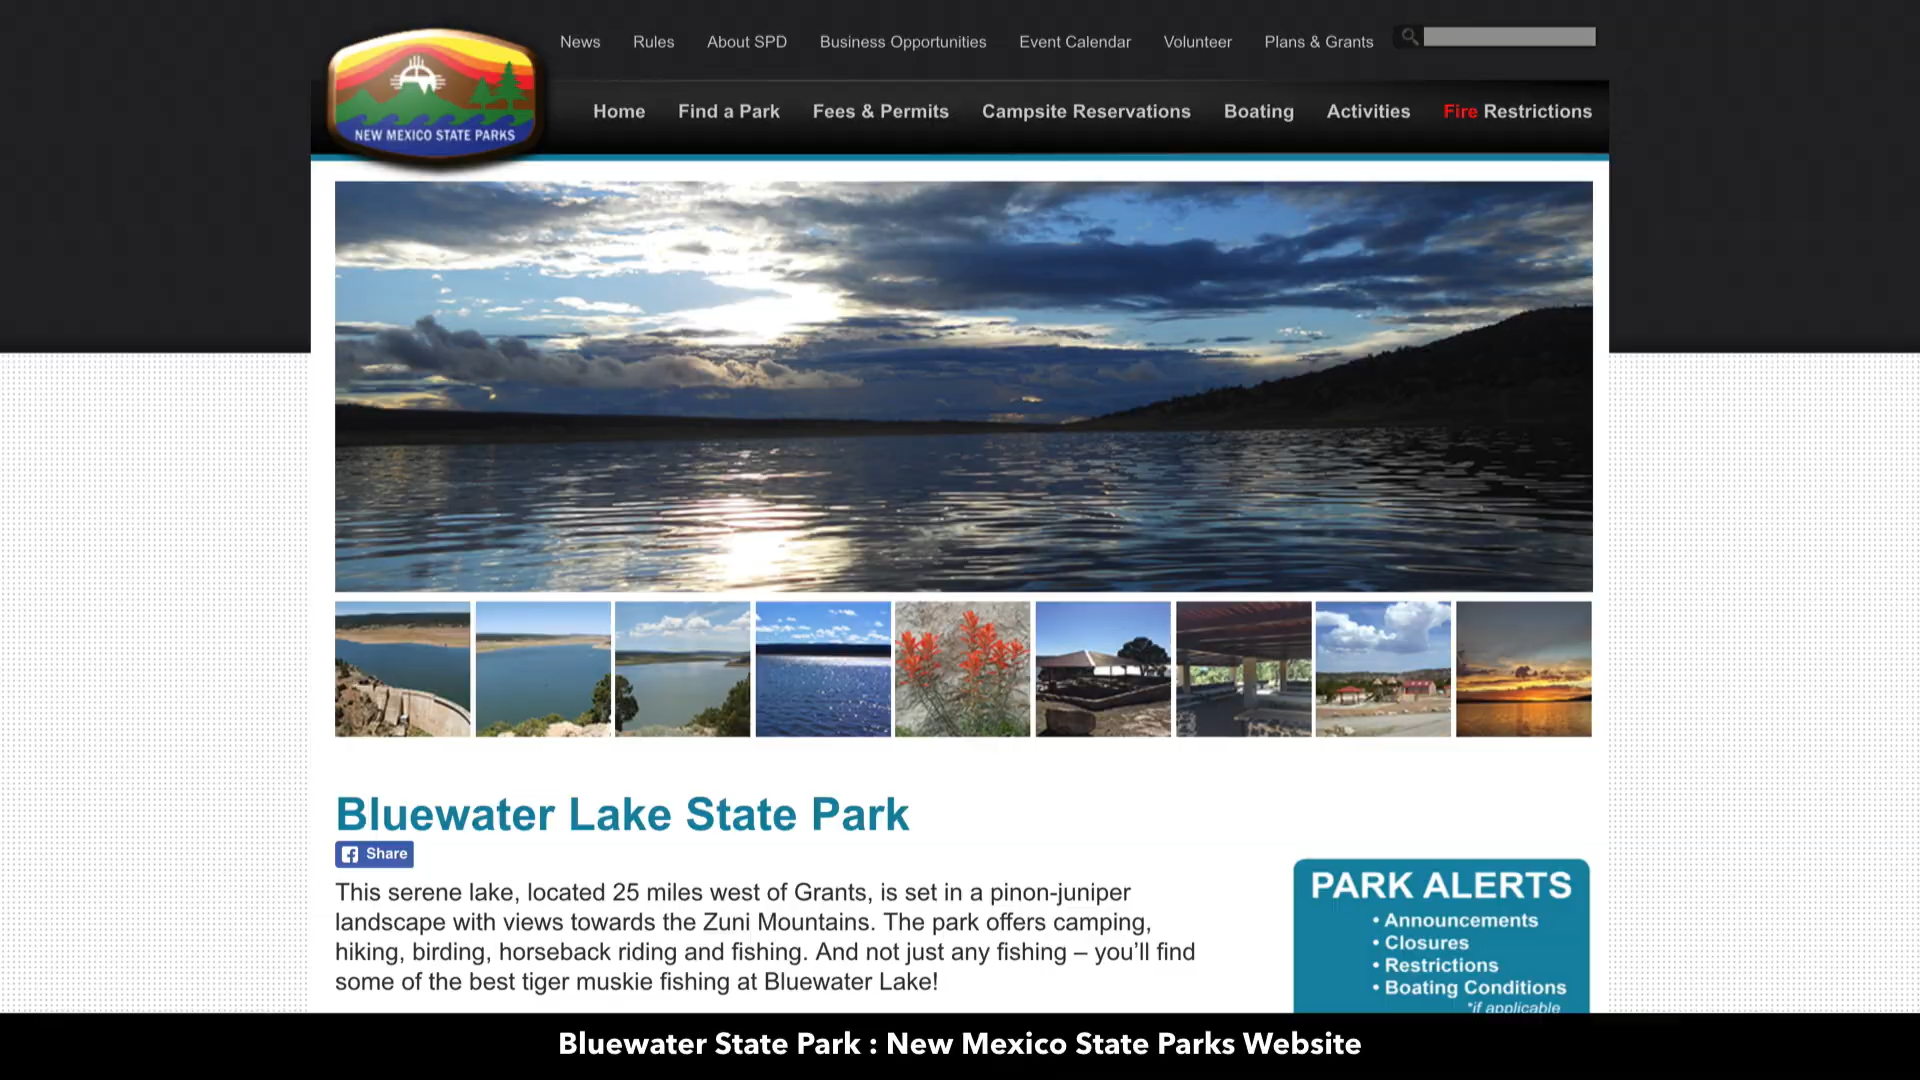 News Rules About SPD Business Opportunities Event Calendar Volunteer Plans & Grants
NEW MEXICO STATE PARKS
Home Find a Park Fees & Permits Campsite Reservations Boating Activities Fire Restrictions
Bluewater Lake State Park
Share
This serene lake, located 25 miles west of Grants, is set in a pinon-juniper
landscape with views towards the Zuni Mountains. The park offers camping,
hiking, birding, horseback riding and fishing. And not just any fishing – you’ll find
some of the best tiger muskie fishing at Bluewater Lake!
PARK ALERTS
• Announcements
• Closures
• Restrictions
• Boating Conditions
*if applicable
Bluewater State Park : New Mexico State Parks Website